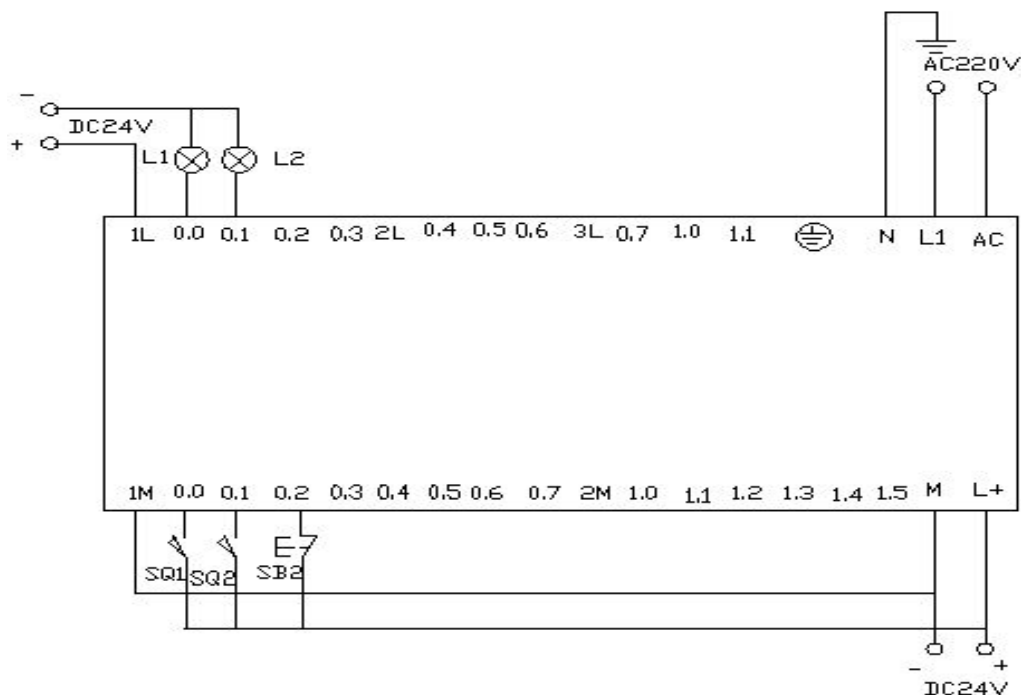 AC220V
-
DC24V
+
L1 L2
1L 0.0 0.1 0.2 0.3 2L 0.4 0.5 0.6 3L 0.7 1.0 1.1 N L1 AC
1M 0.0 0.1 0.2 0.3 0.4 0.5 0.6 0.7 2M 1.0 1.1 1.2 1.3 1.4 1.5 M L+
SQ1 SQ2 SB2
- +
DC24V